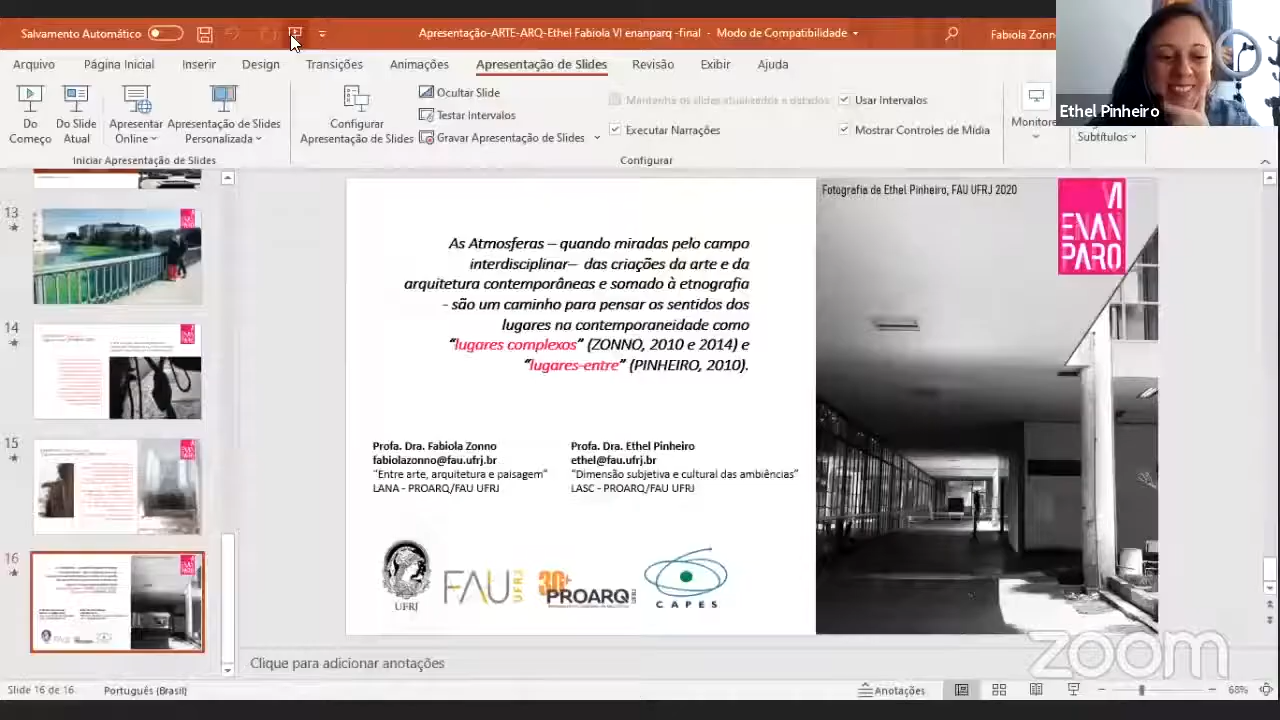 Salvamento Automático
Apresentação-ARTE-ARQ-Ethel Fabiola VI enanparq -final - Modo de Compatibilidade
Fabiola Zonn
Arquivo
Página Inicial
Inserir
Design
Transições
Animações
Apresentação de Slides
Revisão
Exibir
Ajuda
Do Começo
Do Slide Atual
Apresentar Online
Apresentação de Slides Personalizada
Iniciar Apresentação de Slides
Configurar Apresentação de Slides
Ocultar Slide
Testar Intervalos
Gravar Apresentação de Slides
Mantenha os slides atualizados e datados
Executar Narrações
Usar Intervalos
Mostrar Controles de Mídia
Configurar
Monitore
Subtítulos
Ethel Pinheiro
13
14
15
16
As Atmosferas – quando miradas pelo campo
interdisciplinar– das criações da arte e da
arquitetura contemporâneas e somado à etnografia
- são um caminho para pensar os sentidos dos
lugares na contemporaneidade como
“lugares complexos” (ZONNO, 2010 e 2014) e
“lugares-entre” (PINHEIRO, 2010).
Profa. Dra. Fabiola Zonno
fabiolazonno@fau.ufrj.br
“Entre arte, arquitetura e paisagem”
LANA - PROARQ/FAU UFRJ
Profa. Dra. Ethel Pinheiro
ethel@fau.ufrj.br
“Dimensão subjetiva e cultural das ambiências”
LASC - PROARQ/FAU UFRJ
UFRJ
FAU UFRJ
30+
PROARQ
CAPES
Fotografia de Ethel Pinheiro, FAU UFRJ 2020
VI
ENAN
PARQ
zoom
Clique para adicionar anotações
Slide 16 de 16
Português (Brasil)
Anotações
68%